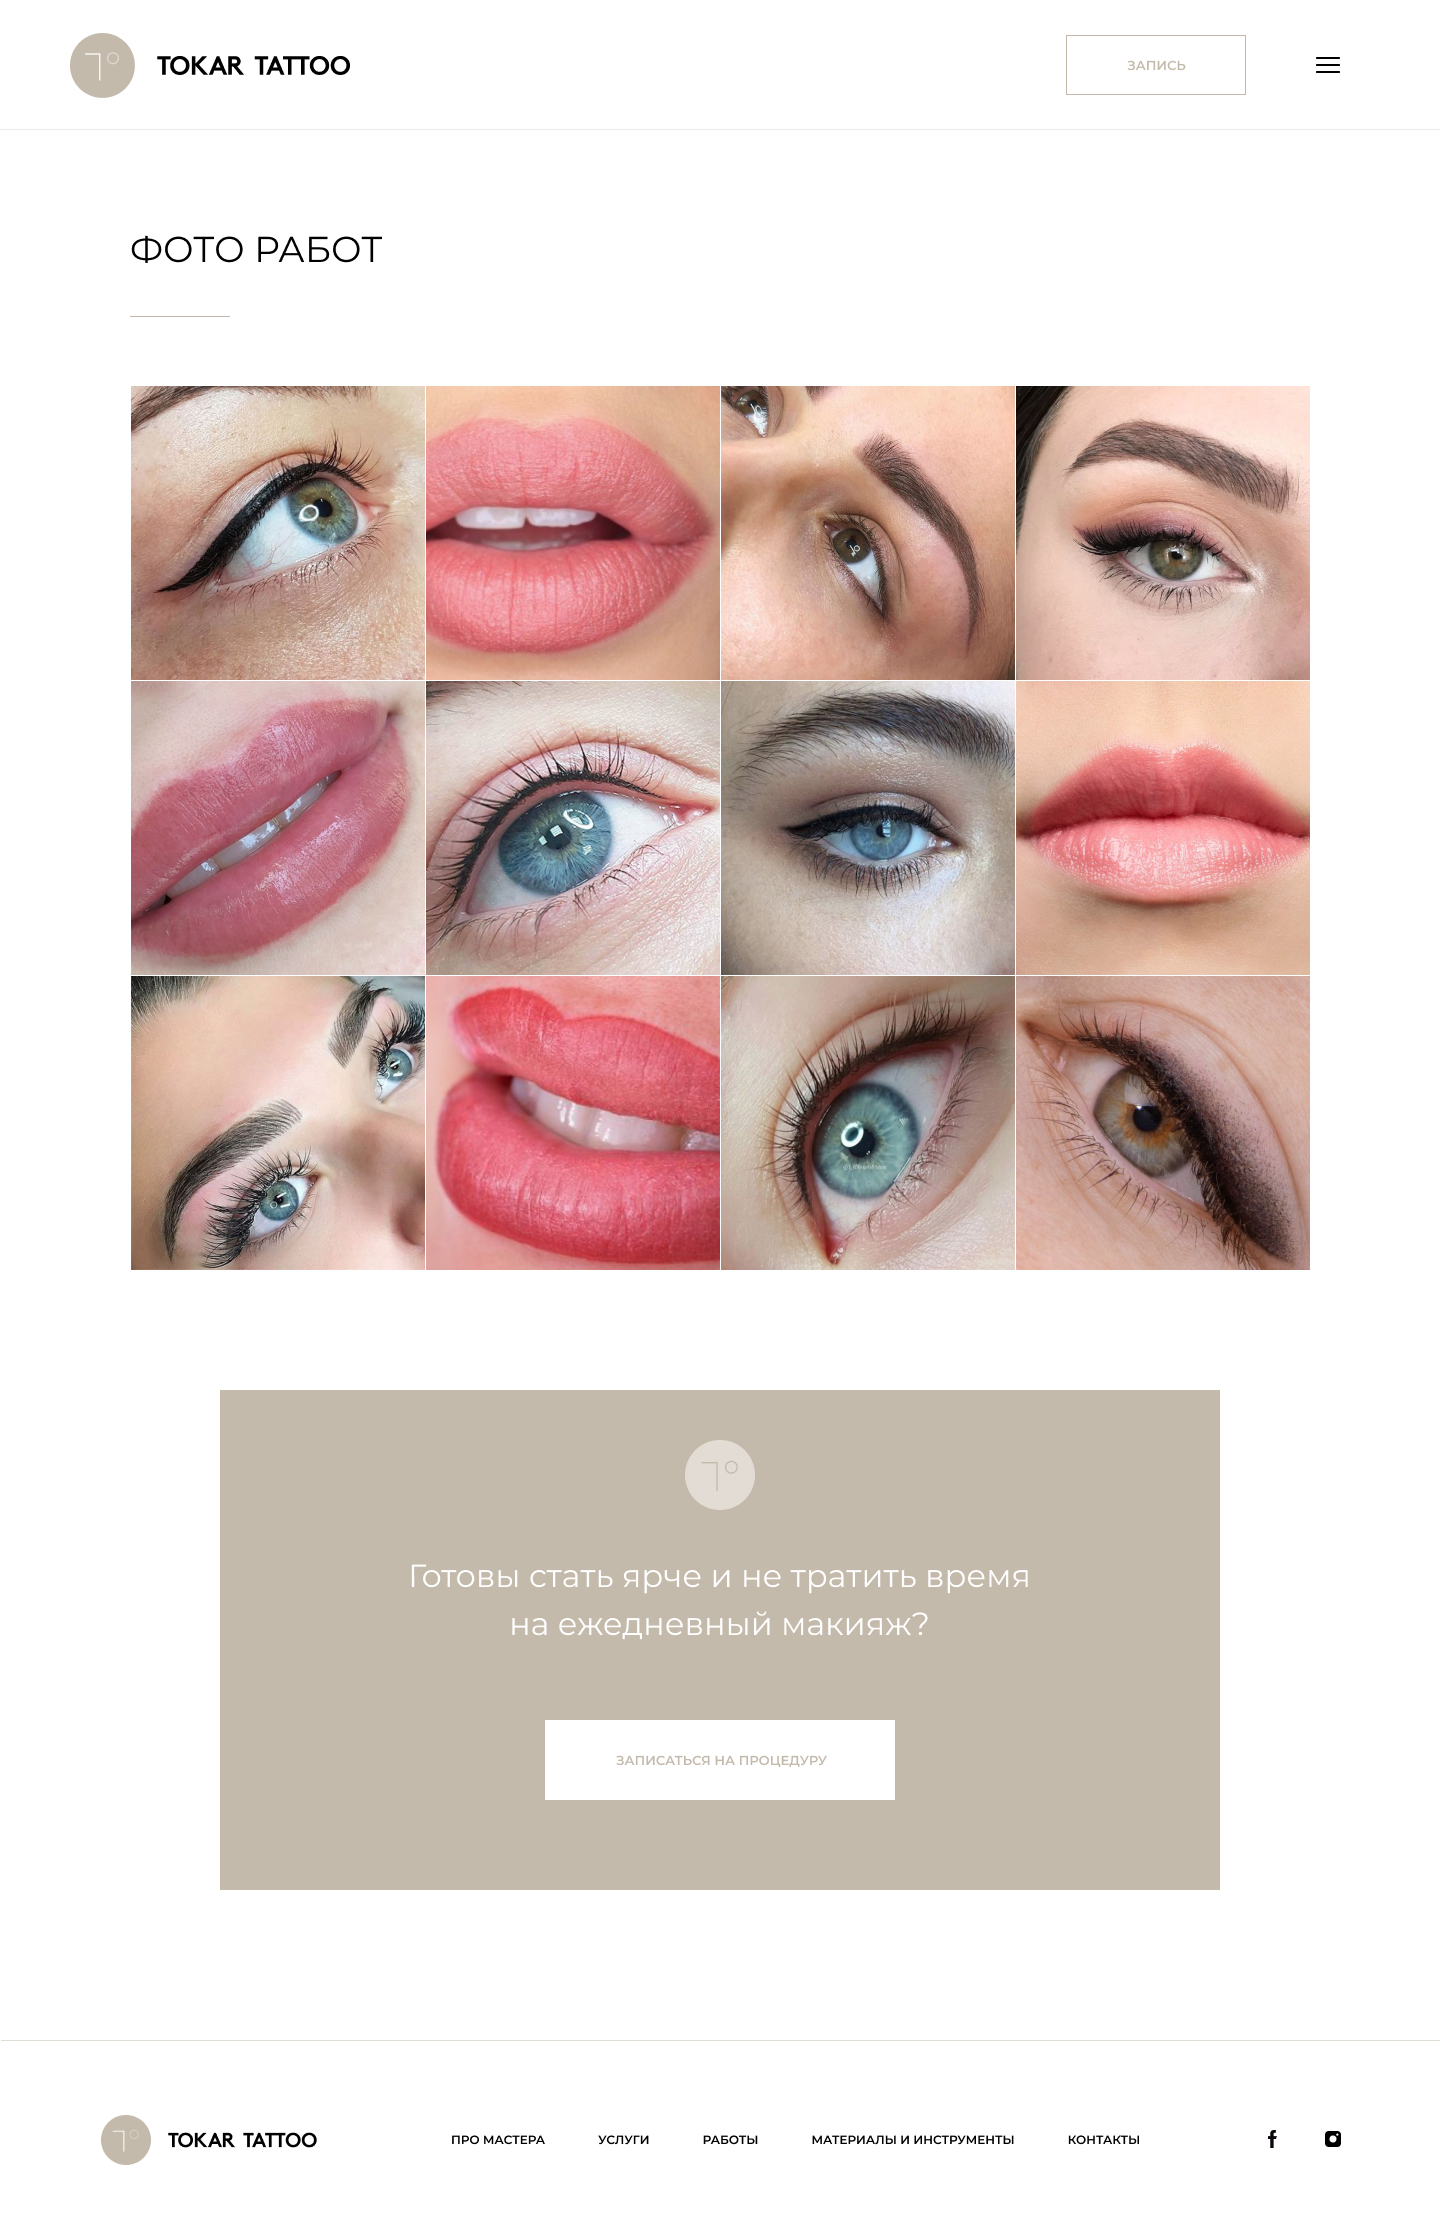 T°
TOKAR TATTOO
ЗАПИСЬ
ФОТО РАБОТ
T°
Готовы стать ярче и не тратить время
на ежедневный макияж?
ЗАПИСАТЬСЯ НА ПРОЦЕДУРУ
T°
TOKAR TATTOO
ПРО МАСТЕРА
УСЛУГИ
РАБОТЫ
МАТЕРИАЛЫ И ИНСТРУМЕНТЫ
КОНТАКТЫ